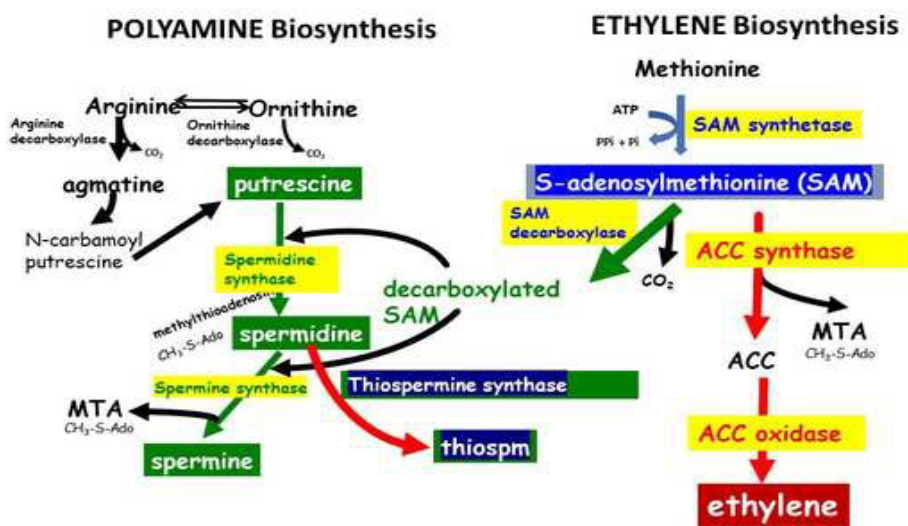 POLYAMINE Biosynthesis
Arginine
Ornithine
Arginine
decarboxylase
CO₂
Ornithine
decarboxylase
CO₂
agmatine
putrescine
N-carbamoyl
putrescine
Spermidine
synthase
decarboxylated
SAM
methylthioadenosin
CH₃-S-Ado
spermidine
Spermine synthase
Thiospermine synthase
MTA
CH₃-S-Ado
spermine
thiospm
ETHYLENE Biosynthesis
Methionine
ATP
PPi + Pi
SAM synthetase
S-adenosylmethionine (SAM)
SAM
decarboxylase
CO₂
ACC synthase
MTA
CH₃-S-Ado
ACC
ACC oxidase
ethylene